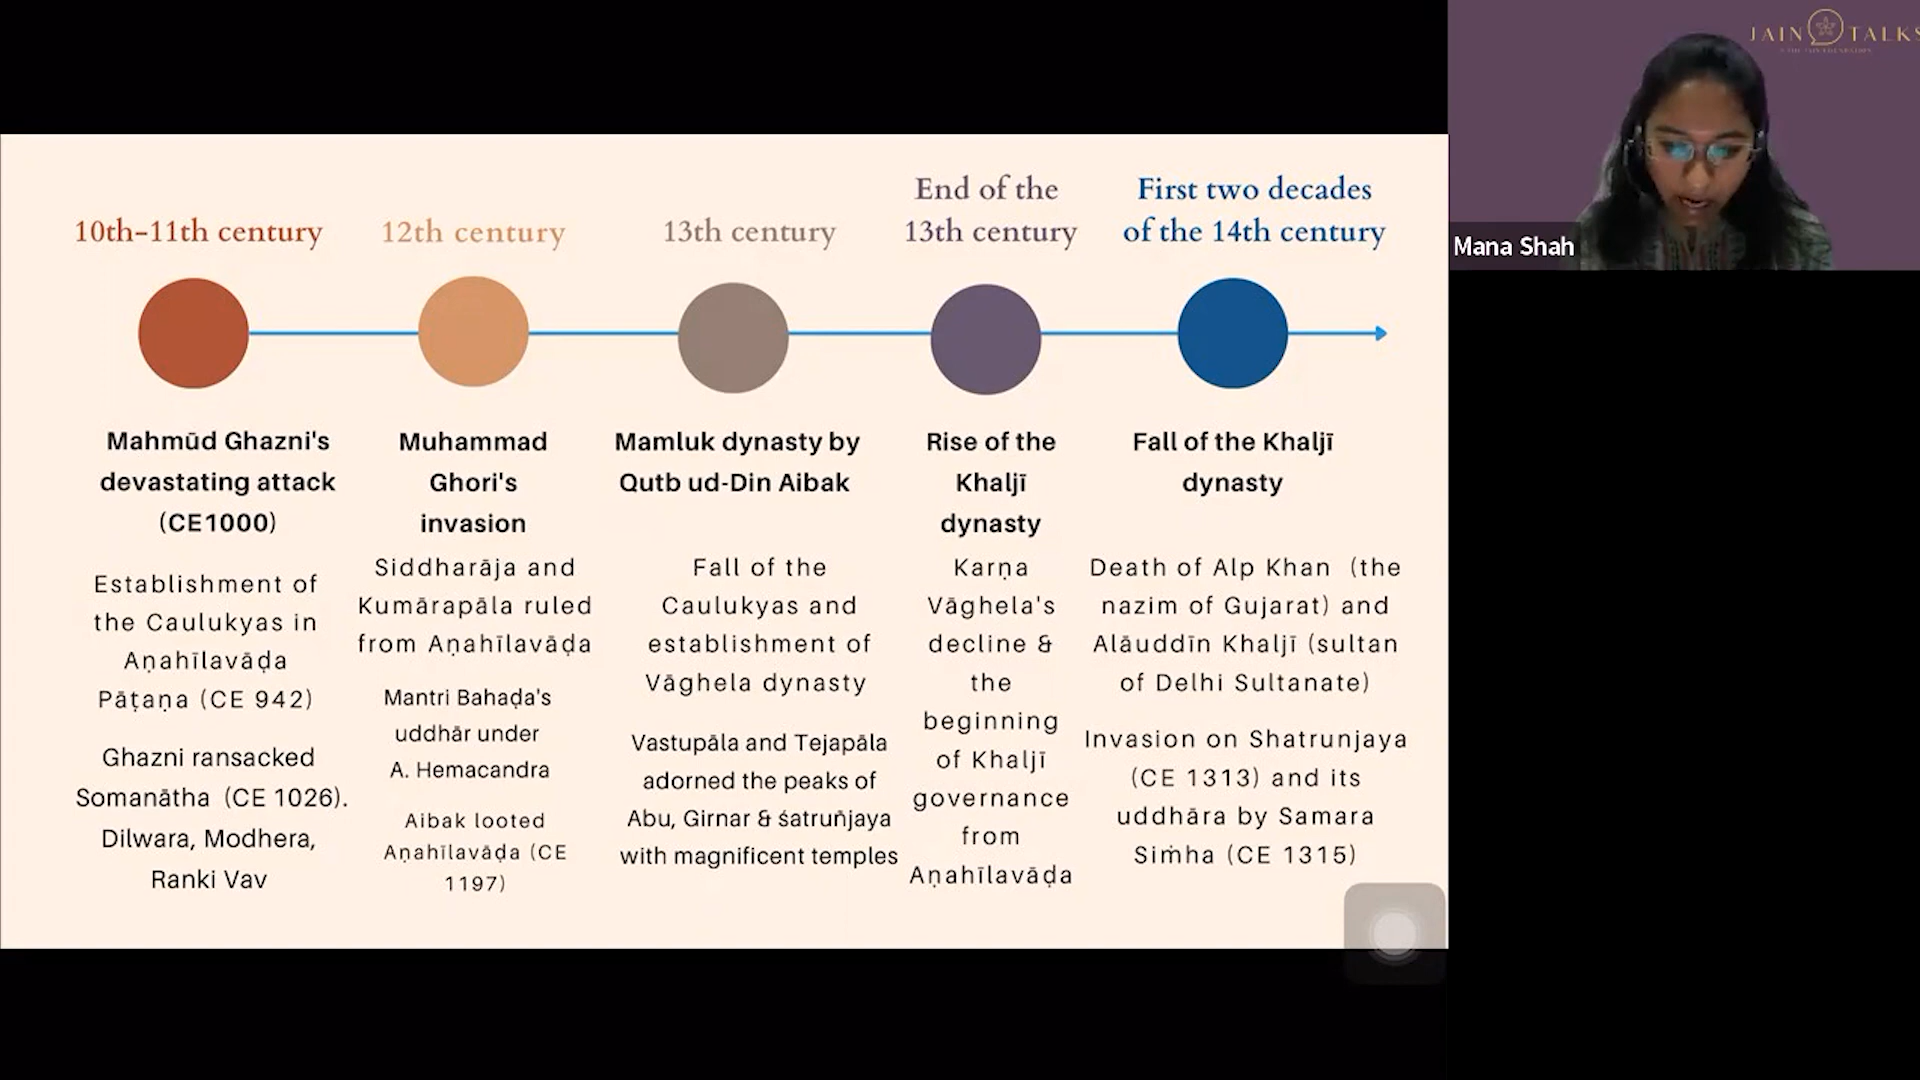 10th-11th century
Mahmūd Ghazni's
devastating attack
(CE1000)
Establishment of
the Caulukyas in
Aṇahīlavāḍa
Pāṭaṇa (CE 942)
Ghazni ransacked
Somanātha (CE 1026).
Dilwara, Modhera,
Ranki Vav
12th century
Muhammad
Ghori's
invasion
Siddharāja and
Kumārapāla ruled
from Aṇahīlavāḍa
Mantri Bahaḍa's
uddhār under
A. Hemacandra
Aibak looted
Aṇahīlavāḍa (CE
1197)
13th century
Mamluk dynasty by
Qutb ud-Din Aibak
Fall of the
Caulukyas and
establishment of
Vāghela dynasty
Vastupāla and Tejapāla
adorned the peaks of
Abu, Girnar & śatruñjaya
with magnificent temples
End of the
13th century
Rise of the
Khaljī
dynasty
Karṇa
Vāghela's
decline &
the
beginning
of Khaljī
governance
from
Aṇahīlavāḍa
First two decades
of the 14th century
Fall of the Khaljī
dynasty
Death of Alp Khan (the
nazim of Gujarat) and
Alāuddīn Khaljī (sultan
of Delhi Sultanate)
Invasion on Shatrunjaya
(CE 1313) and its
uddhāra by Samara
Siṁha (CE 1315)
JAIN TALKS
Mana Shah